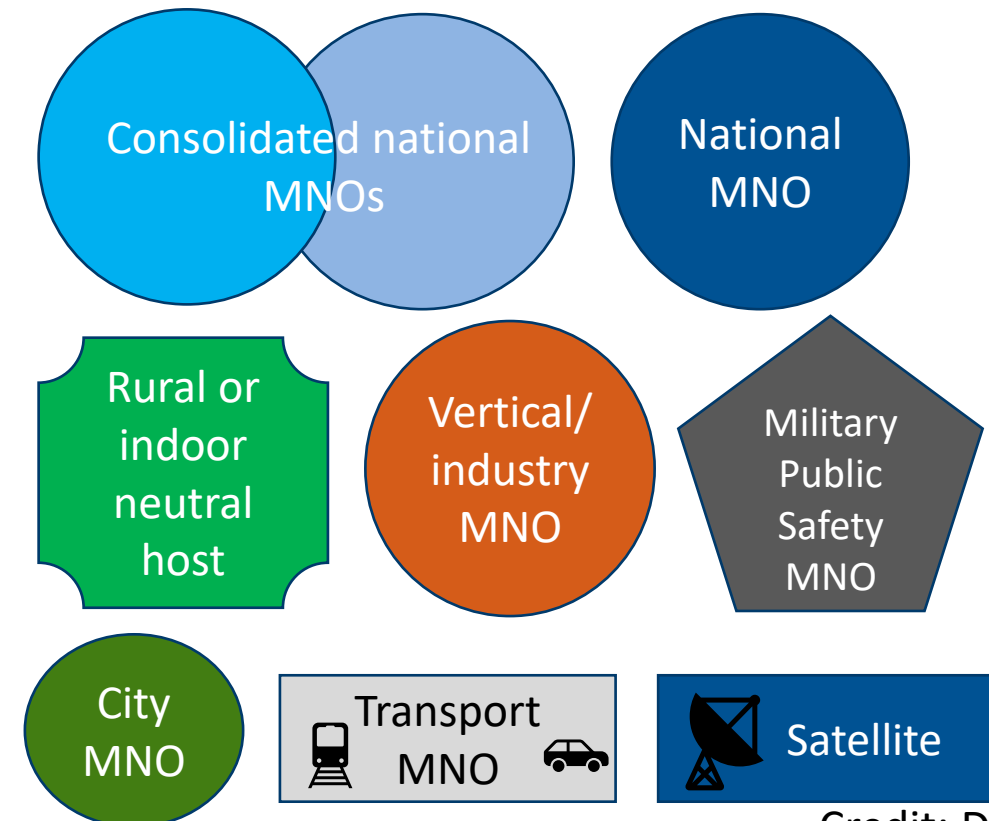 Consolidated national
MNOs
National
MNO
Rural or
indoor
neutral
host
Vertical/
industry
MNO
Military
Public
Safety
MNO
City
MNO
Transport
MNO
Satellite